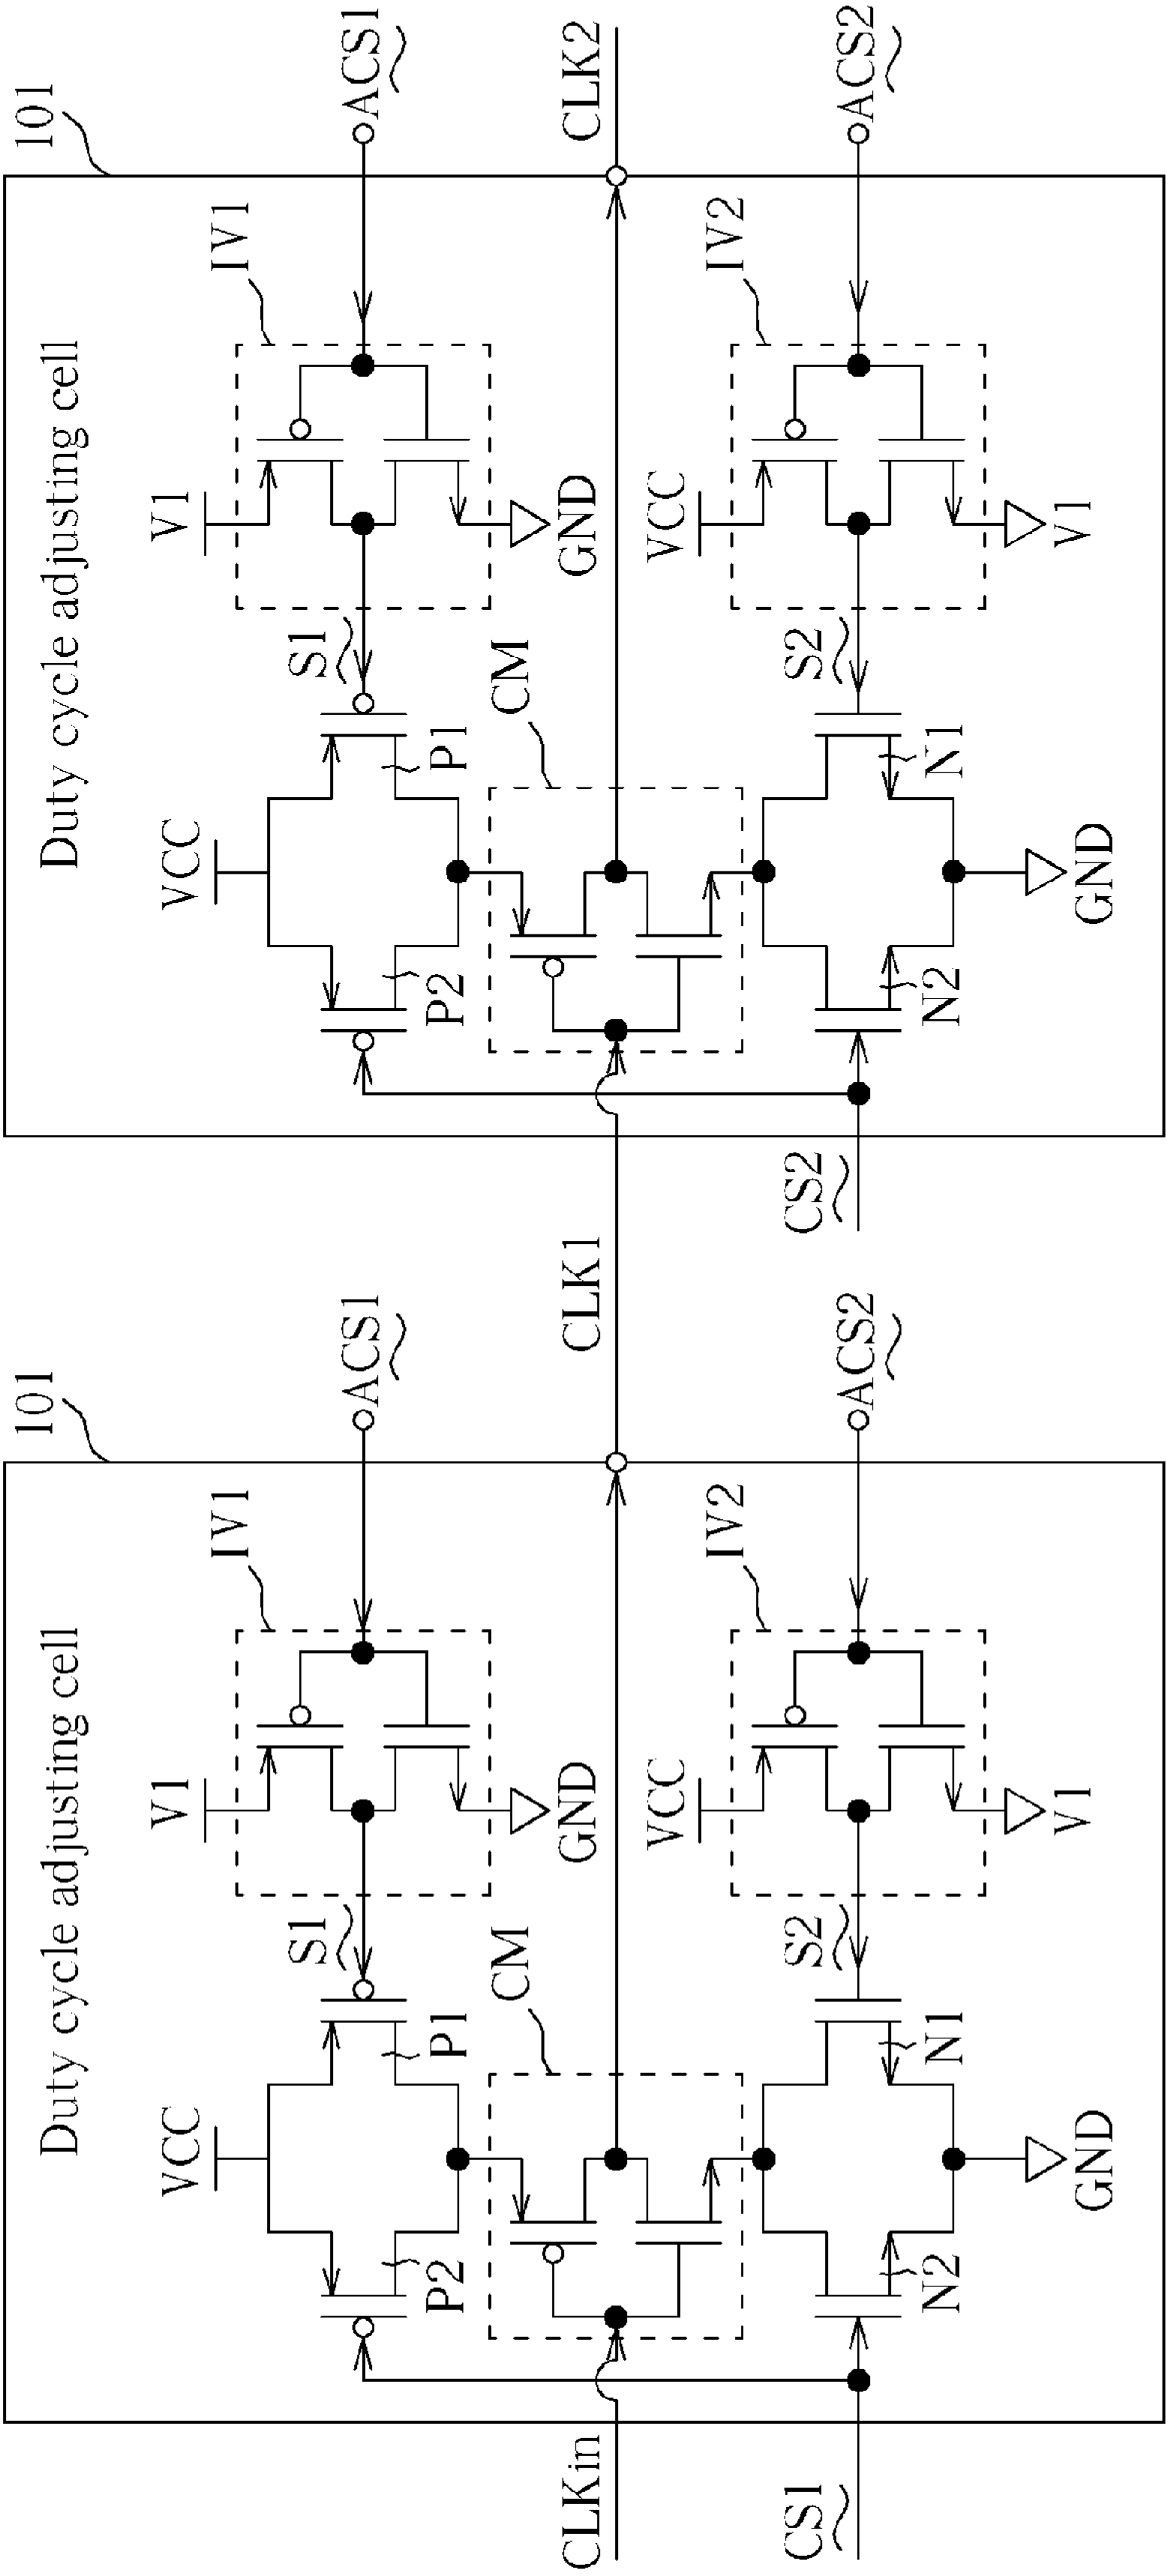 101
Duty cycle adjusting cell
VCC
V1
IV1
ACS1
S1
P2
P1
CM
GND
CLKin
CLK1
VCC
IV2
ACS2
S2
CS1
N2
N1
V1
GND
101
Duty cycle adjusting cell
VCC
V1
IV1
ACS1
S1
P2
P1
CM
GND
CLK2
VCC
IV2
ACS2
S2
CS2
N2
N1
V1
GND